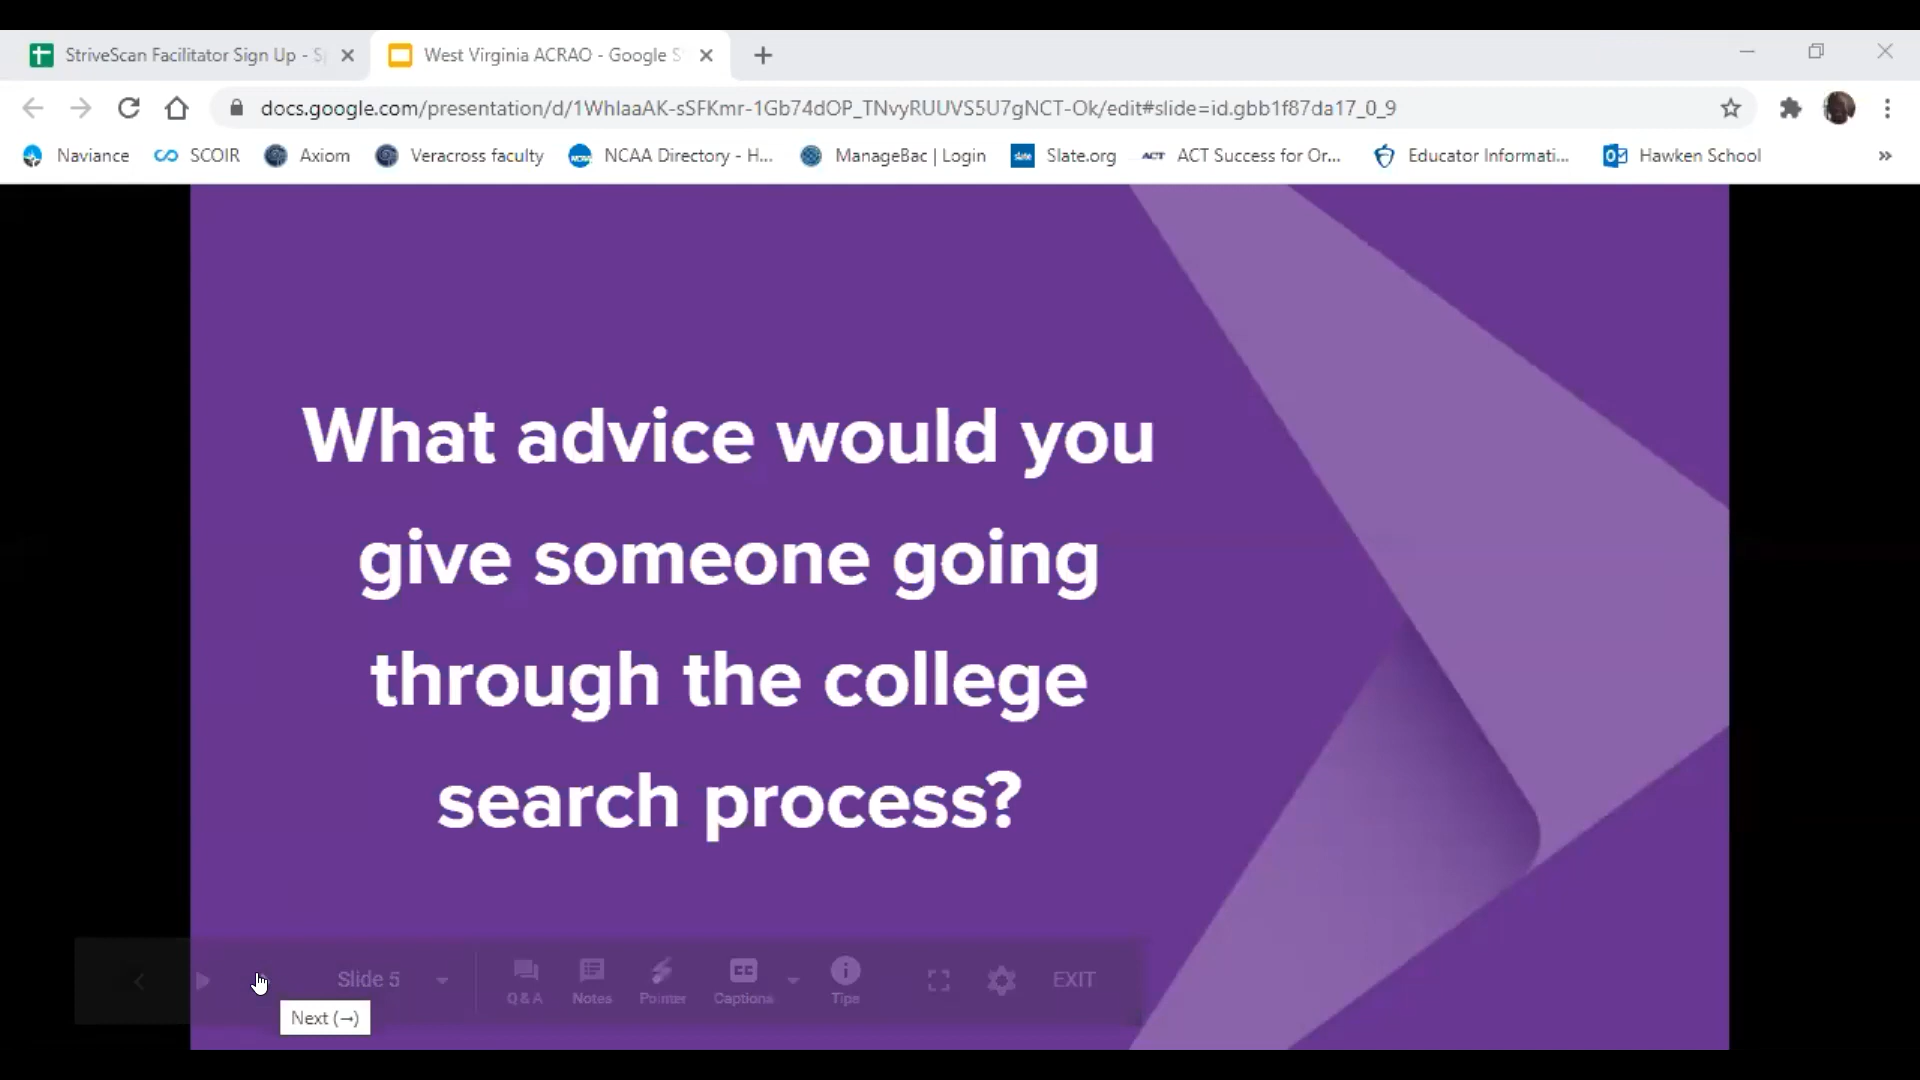 StriveScan Facilitator Sign Up - S
West Virginia ACRAO - Google S
docs.google.com/presentation/d/1WhIaaAK-sSFKmr-1Gb74dOP_TNvyRUUVS5U7gNCT-Ok/edit#slide=id.gbb1f87da17_0_9
Naviance SCOIR Axiom Veracross faculty NCAA Directory - H... ManageBac | Login slate Slate.org ACT ACT Success for Or... Educator Informati... Hawken School
What advice would you
give someone going
through the college
search process?
Slide 5 Q & A Notes Pointer Captions Tips EXIT
Next (→)